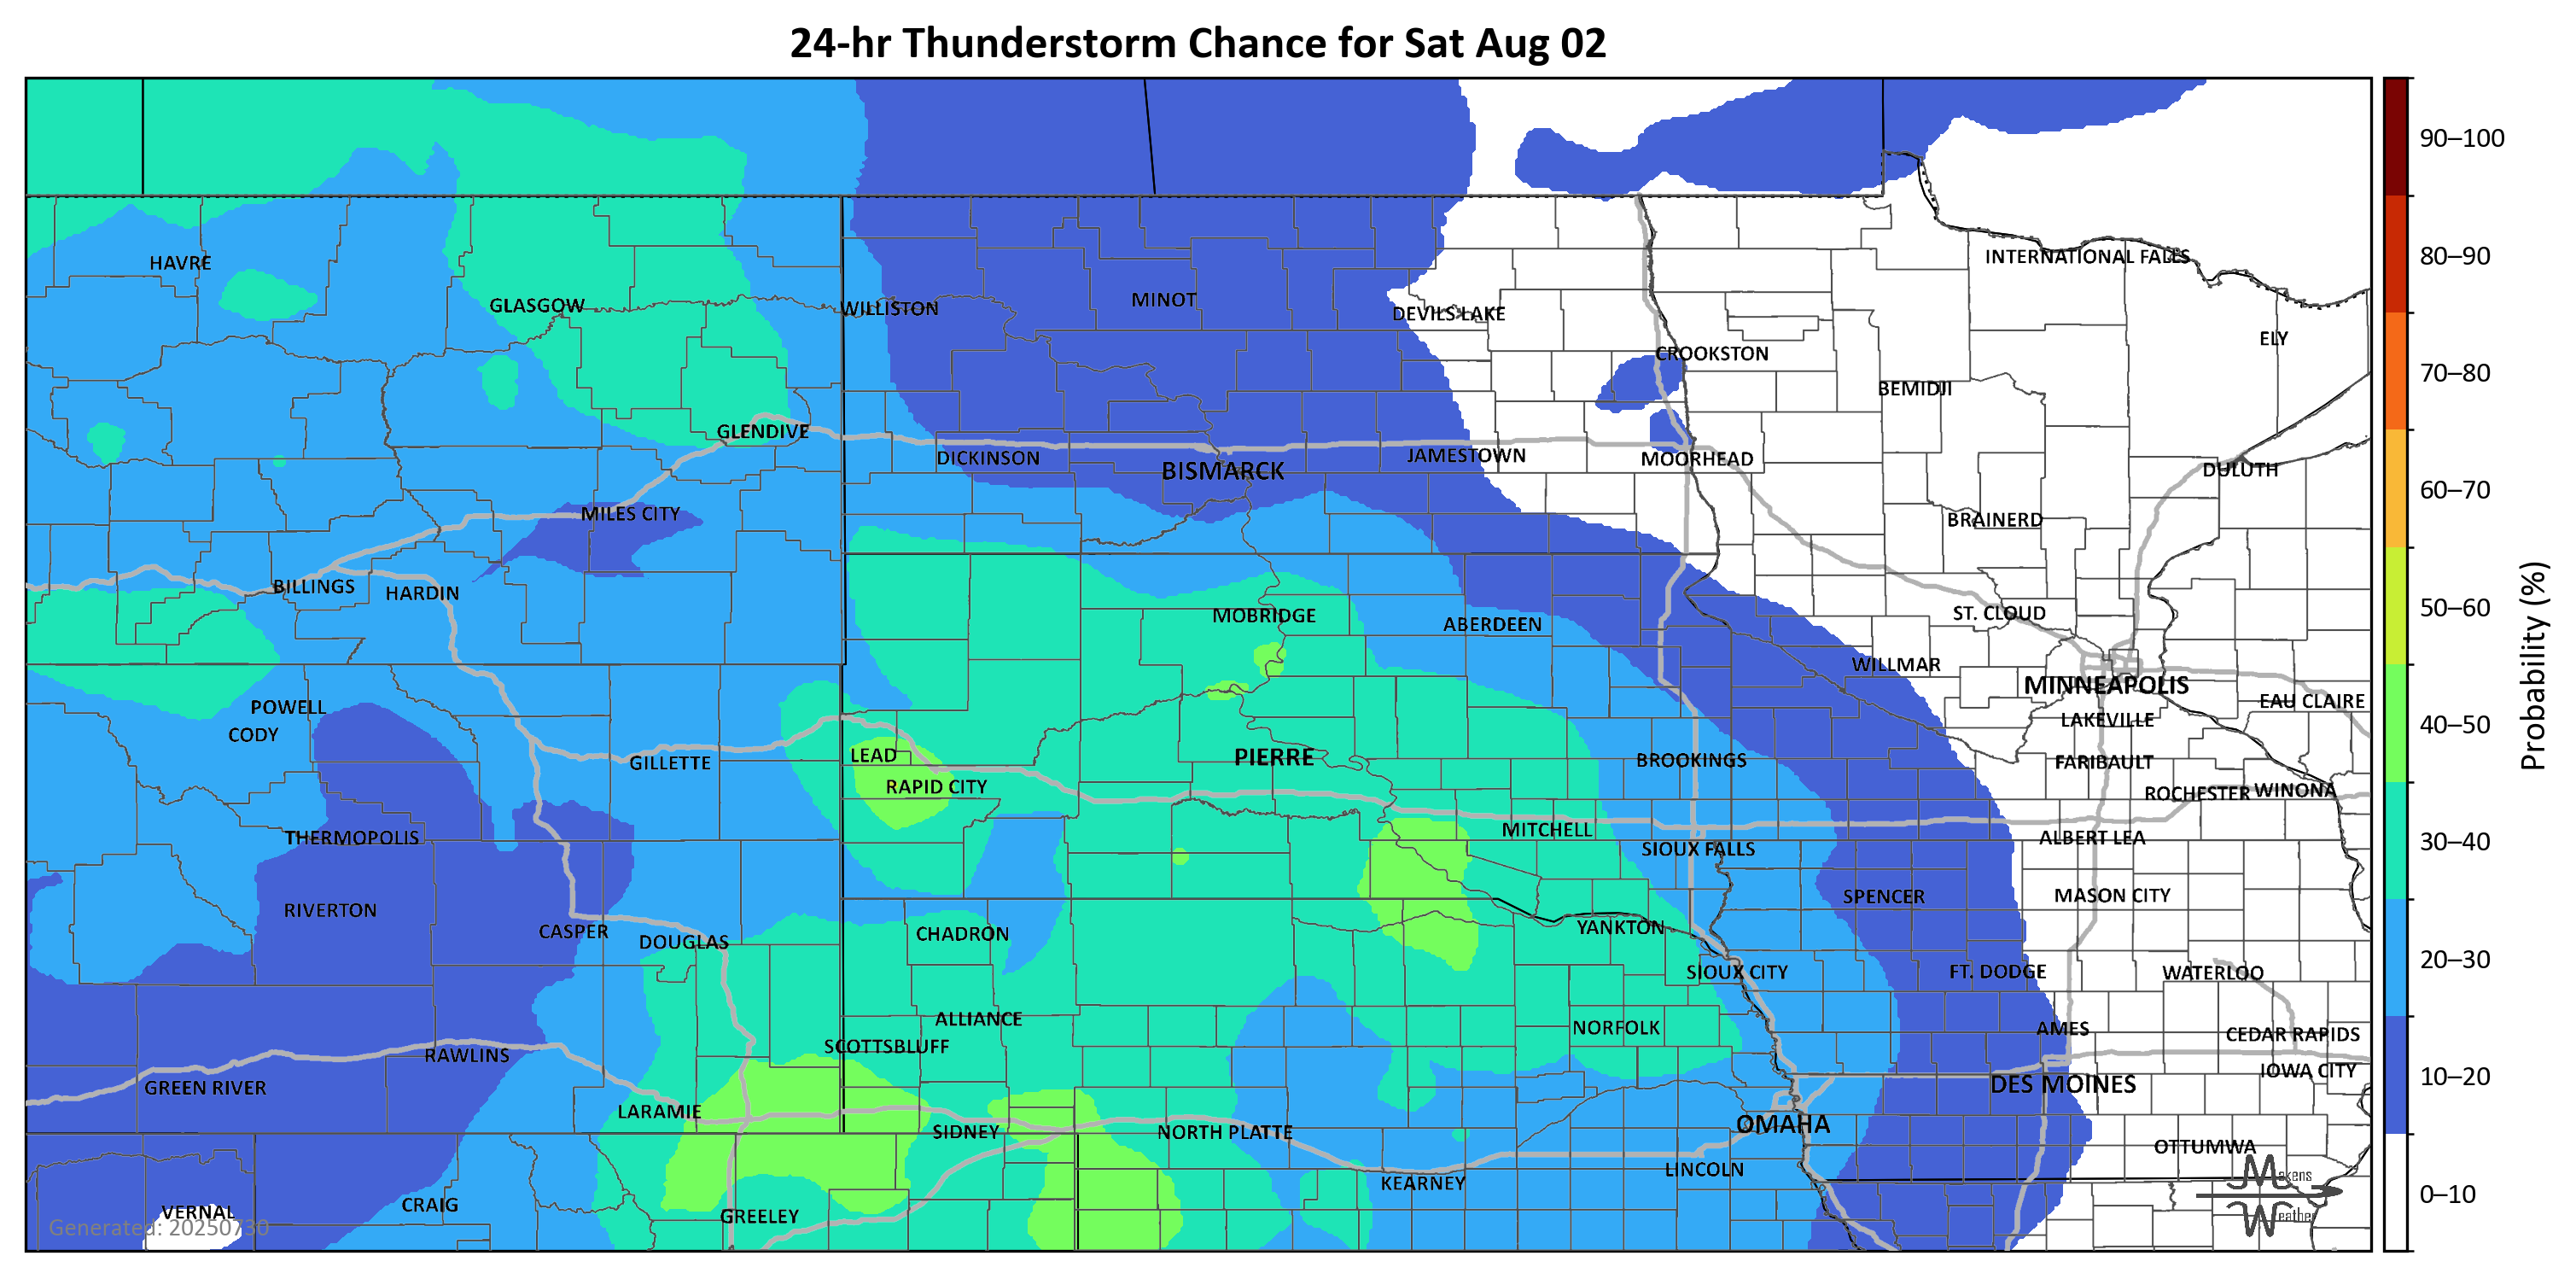 24-hr Thunderstorm Chance for Sat Aug 02
90–100
80–90
70–80
60–70
50–60
40–50
30–40
20–30
10–20
0–10
Probability (%)
HAVRE
GLASGOW
WILLISTON
MINOT
DEVILS LAKE
INTERNATIONAL FALLS
ELY
CROOKSTON
BEMIDJI
GLENDIVE
DICKINSON
BISMARCK
JAMESTOWN
MOORHEAD
DULUTH
MILES CITY
BRAINERD
BILLINGS
HARDIN
MOBRIDGE
ABERDEEN
ST. CLOUD
WILLMAR
MINNEAPOLIS
POWELL
EAU CLAIRE
CODY
LAKEVILLE
GILLETTE
LEAD
PIERRE
BROOKINGS
FARIBAULT
RAPID CITY
ROCHESTER
WINONA
THERMOPOLIS
MITCHELL
ALBERT LEA
SIOUX FALLS
RIVERTON
SPENCER
MASON CITY
CASPER
DOUGLAS
CHADRON
YANKTON
SIOUX CITY
FT. DODGE
WATERLOO
ALLIANCE
NORFOLK
AMES
CEDAR RAPIDS
SCOTTSBLUFF
RAWLINS
GREEN RIVER
DES MOINES
IOWA CITY
LARAMIE
SIDNEY
NORTH PLATTE
OMAHA
OTTUMWA
LINCOLN
KEARNEY
CRAIG
VERNAL
GREELEY
Generated: 20250730
Makens
Weather